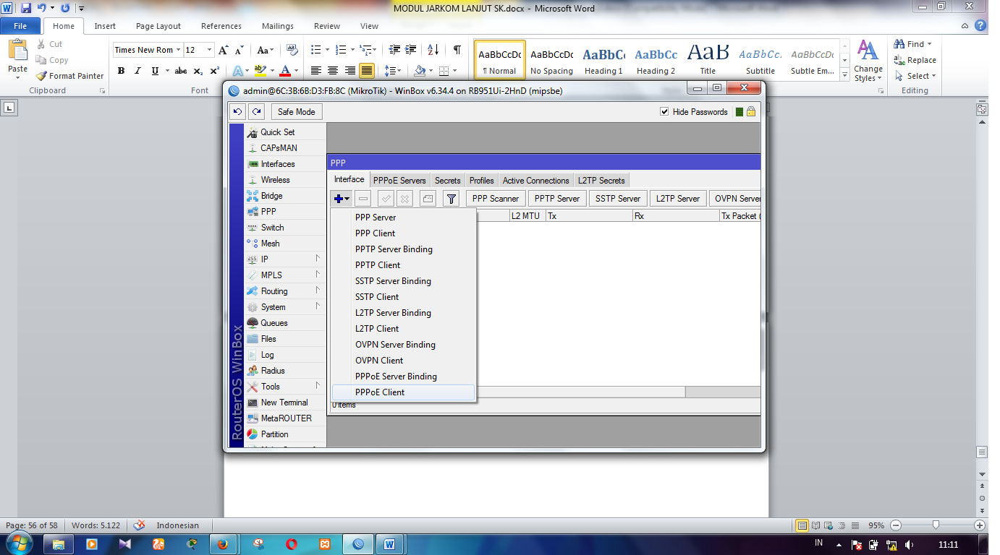 MODUL JARKOM LANJUT SK.docx - Microsoft Word
File Home Insert Page Layout References Mailings Review View
Paste
Cut
Copy
Format Painter
Clipboard
Times New Rom 12
Font
AaBbCcDc AaBbCcDc AaBbC AaBbCc AaB AaBbCc. AaBbCcDc
¶ Normal No Spacing Heading 1 Heading 2 Title Subtitle Subtle Em...
Change Styles
Find
Replace
Select
Editing
admin@6C:3B:6B:D3:FB:8C (MikroTik) - WinBox v6.34.4 on RB951Ui-2HnD (mipsbe)
Safe Mode
Hide Passwords
RouterOS WinBox
Quick Set
CAPsMAN
Interfaces
Wireless
Bridge
PPP
Switch
Mesh
IP
MPLS
Routing
System
Queues
Files
Log
Radius
Tools
New Terminal
MetaROUTER
Partition
PPP
Interface PPPoE Servers Secrets Profiles Active Connections L2TP Secrets
PPP Scanner PPTP Server SSTP Server L2TP Server OVPN Server
L2 MTU Tx Rx Tx Packet (
PPP Server
PPP Client
PPTP Server Binding
PPTP Client
SSTP Server Binding
SSTP Client
L2TP Server Binding
L2TP Client
OVPN Server Binding
OVPN Client
PPPoE Server Binding
PPPoE Client
0 items
Page: 56 of 58 Words: 5.122 Indonesian 95%
IN 11:11